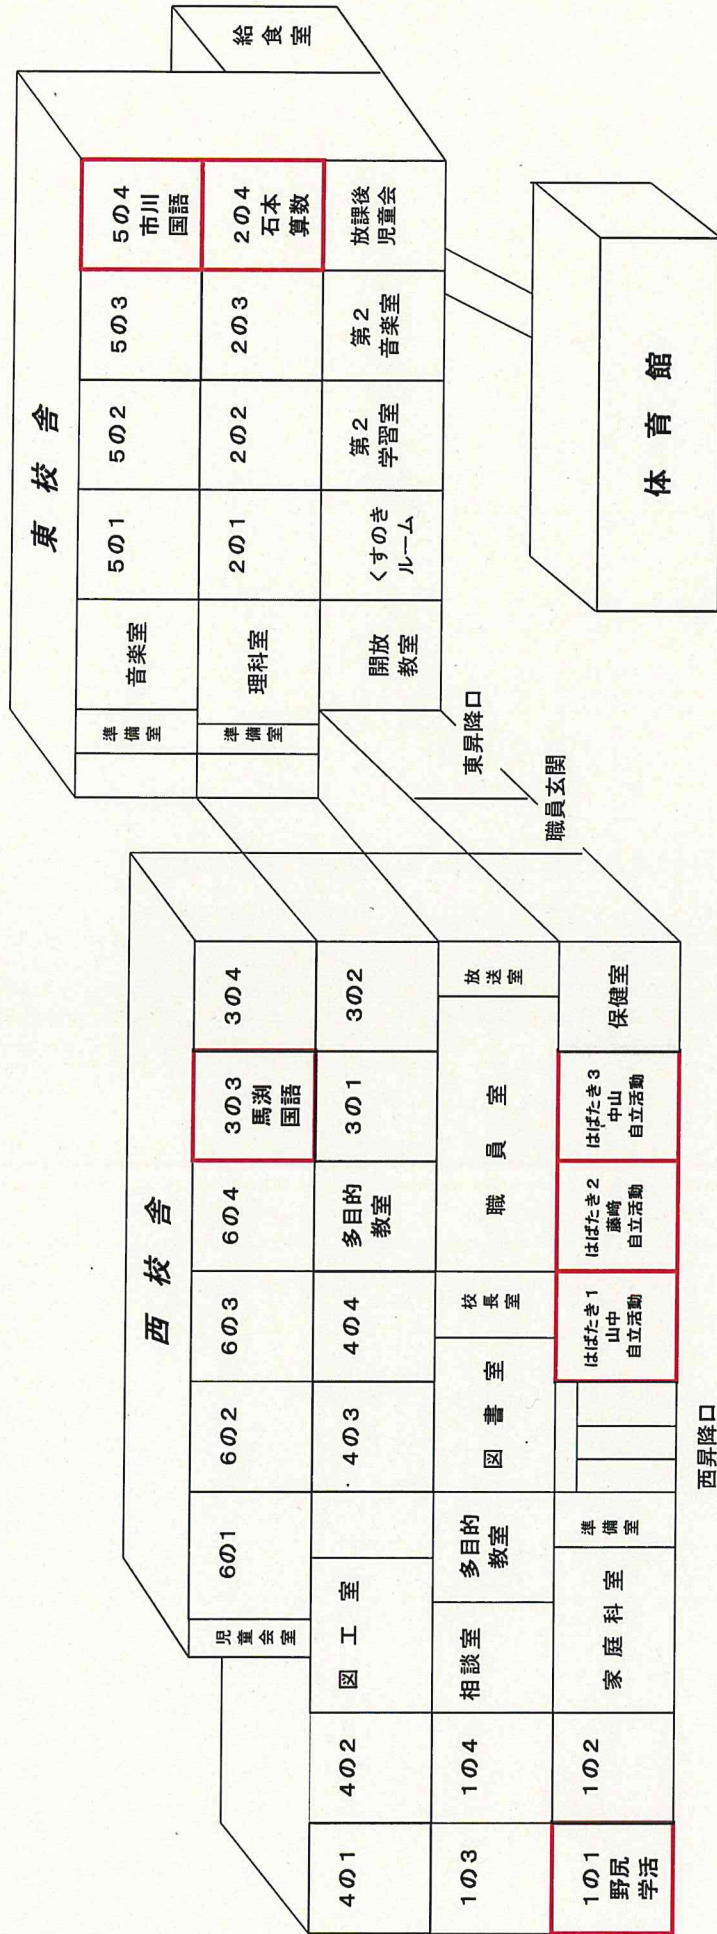 西校舎
児童会室
6の1
6の2
6の3
6の4
3の3
馬渕
国語
3の4
4の1
4の2
図工室
4の3
4の4
多目的
教室
3の1
3の2
1の3
1の4
相談室
多目的
教室
図書室
校長室
職員室
放送室
1の1
野尻
学活
1の2
家庭科室
準備室
はばたき1
山中
自立活動
はばたき2
藤﨑
自立活動
はばたき3
中山
自立活動
保健室
西昇降口
職員玄関
東昇降口
東校舎
準備室
音楽室
5の1
5の2
5の3
5の4
市川
国語
準備室
理科室
2の1
2の2
2の3
2の4
石本
算数
開放
教室
くすのき
ルーム
第2
学習室
第2
音楽室
放課後
児童会
給食室
体育館